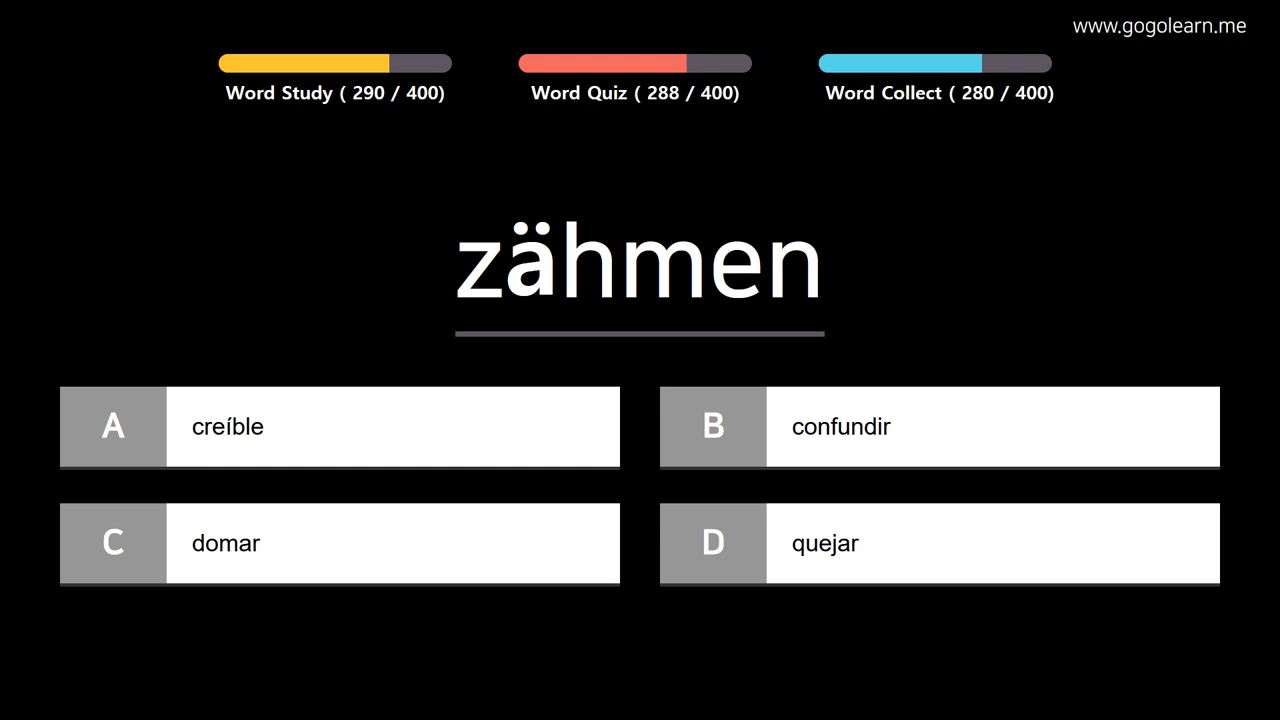 www.gogolearn.me
Word Study ( 290 / 400)
Word Quiz ( 288 / 400)
Word Collect ( 280 / 400)
zähmen
A creíble
B confundir
C domar
D quejar